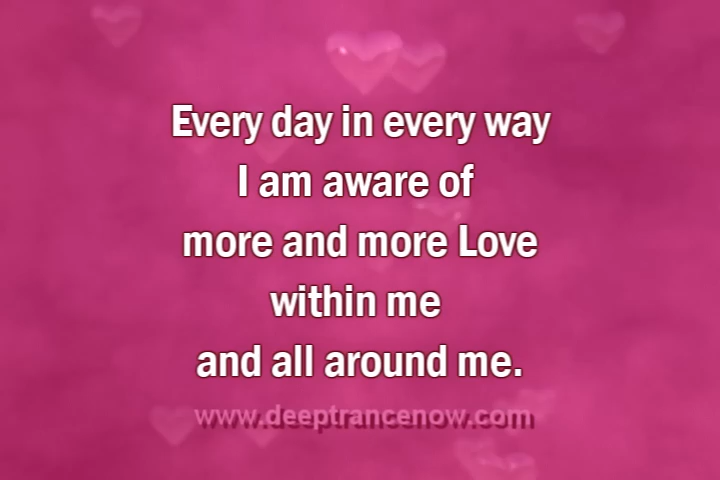 Every day in every way
I am aware of
more and more Love
within me
and all around me.
www.deeptrancenow.com